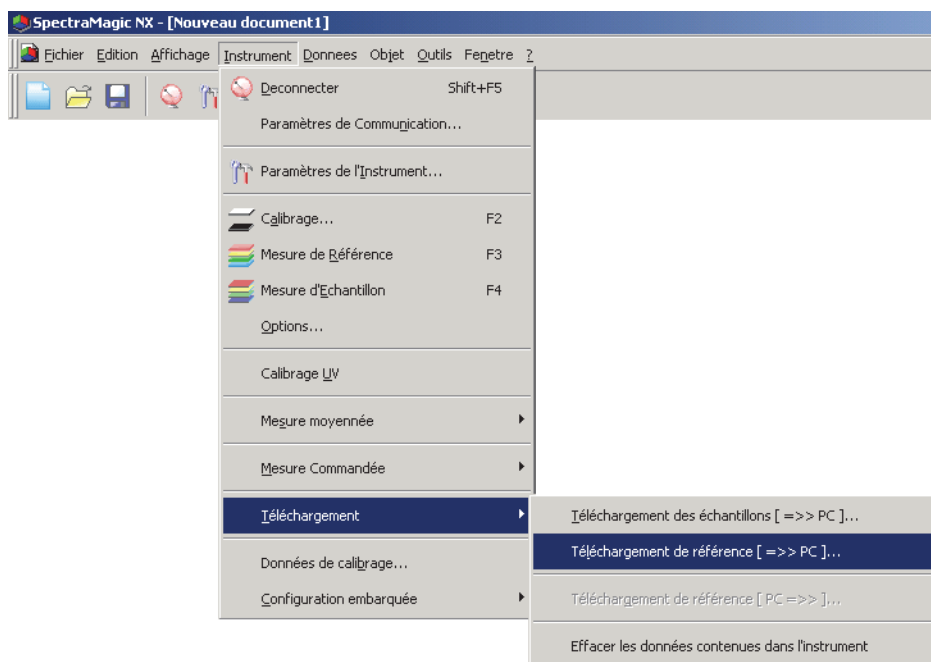 SpectraMagic NX - [Nouveau document1]
Fichier Edition Affichage Instrument Donnees Objet Outils Fenetre ?
Deconnecter Shift+F5
Paramètres de Communication...
Paramètres de l'Instrument...
Calibrage... F2
Mesure de Référence F3
Mesure d'Echantillon F4
Options...
Calibrage UV
Mesure moyennée
Mesure Commandée
Téléchargement
Téléchargement des échantillons [ =>> PC ]...
Téléchargement de référence [ =>> PC ]...
Données de calibrage...
Téléchargement de référence [ PC =>> ]...
Configuration embarquée
Effacer les données contenues dans l'instrument